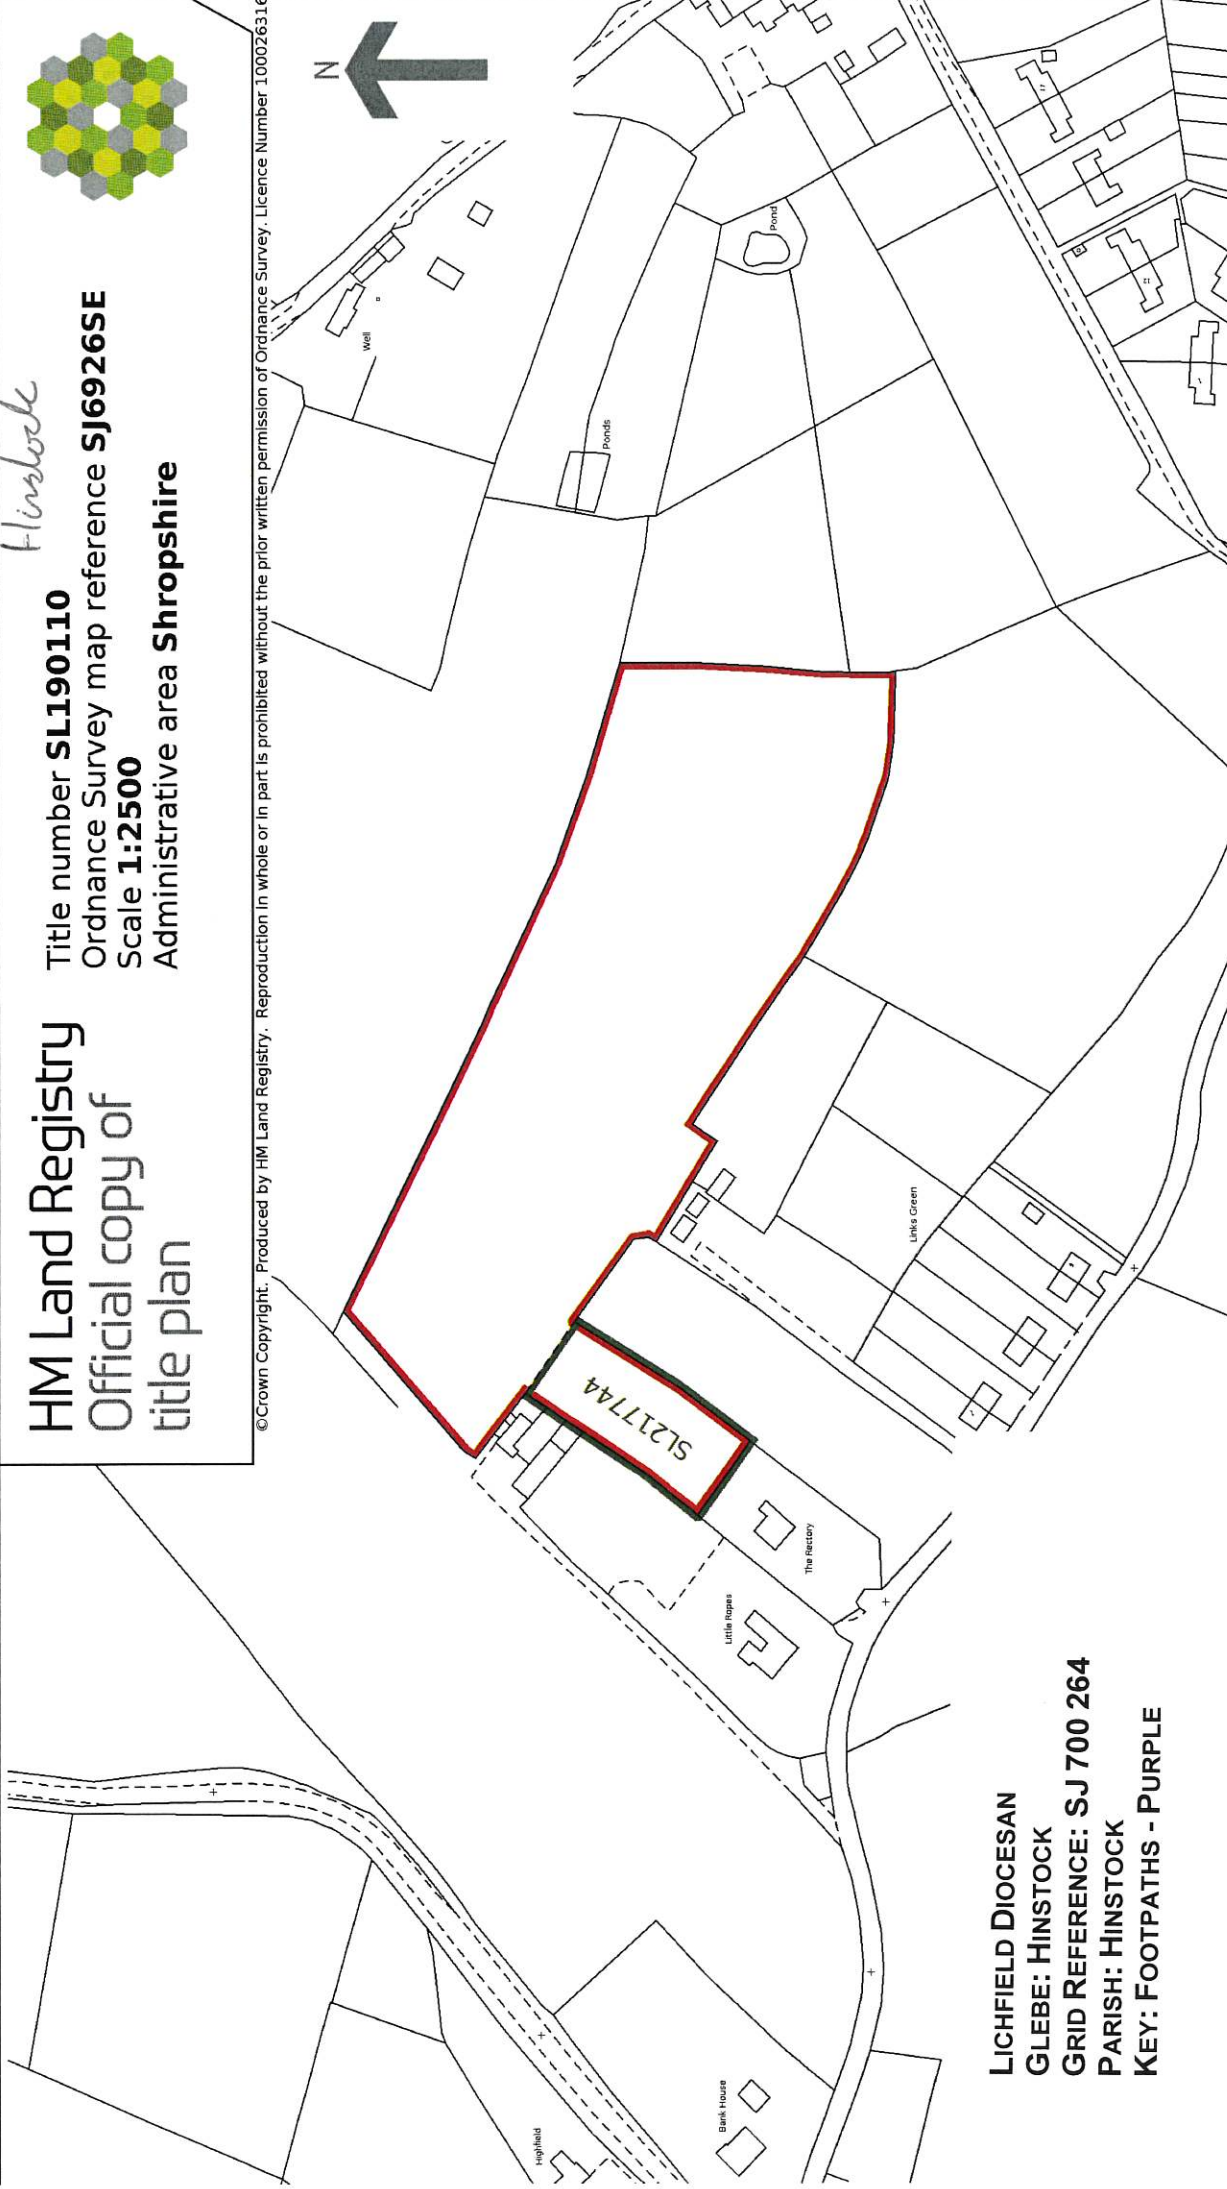 Hinstock
HM Land Registry
Official copy of
title plan
Title number SL190110
Ordnance Survey map reference SJ6926SE
Scale 1:2500
Administrative area Shropshire
©Crown Copyright. Produced by HM Land Registry. Reproduction in whole or in part is prohibited without the prior written permission of Ordnance Survey. Licence Number 100026316
N
Well
Ponds
Pond
SL217744
Links Green
The Rectory
Little Ropes
Highfield
Bank House
LICHFIELD DIOCESAN
GLEBE: HINSTOCK
GRID REFERENCE: SJ 700 264
PARISH: HINSTOCK
KEY: FOOTPATHS - PURPLE